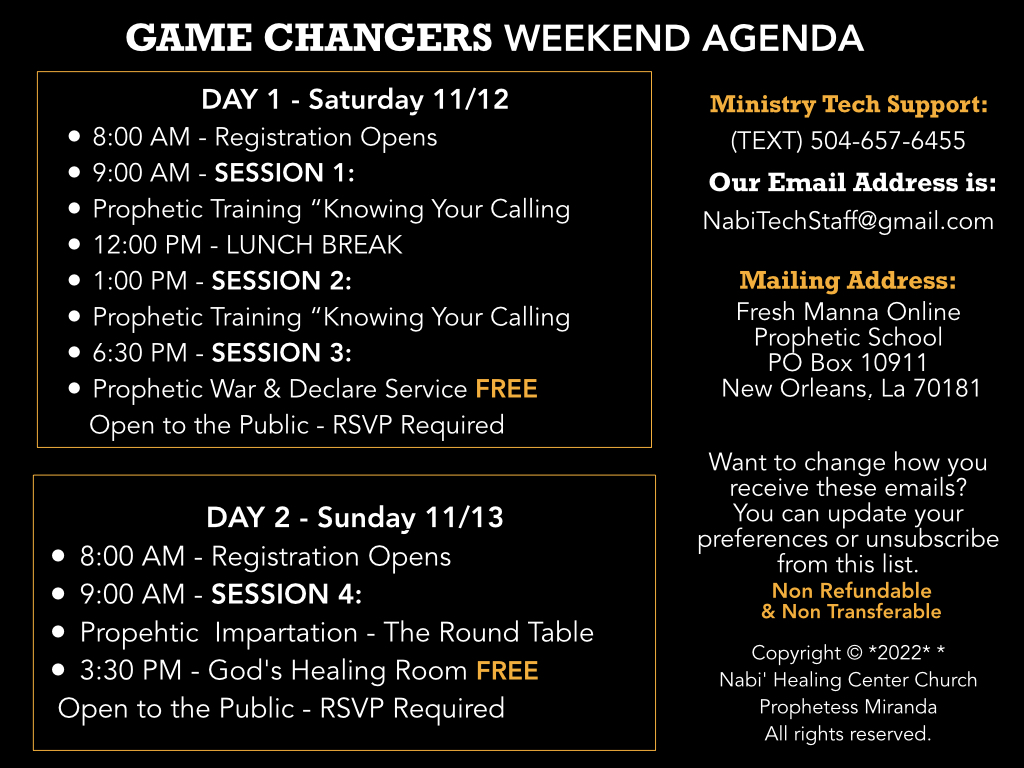 GAME CHANGERS WEEKEND AGENDA
DAY 1 - Saturday 11/12
• 8:00 AM - Registration Opens
• 9:00 AM - SESSION 1:
• Prophetic Training “Knowing Your Calling
• 12:00 PM - LUNCH BREAK
• 1:00 PM - SESSION 2:
• Prophetic Training “Knowing Your Calling
• 6:30 PM - SESSION 3:
• Prophetic War & Declare Service FREE
Open to the Public - RSVP Required
DAY 2 - Sunday 11/13
• 8:00 AM - Registration Opens
• 9:00 AM - SESSION 4:
• Propehtic  Impartation - The Round Table
• 3:30 PM - God's Healing Room FREE
Open to the Public - RSVP Required
Ministry Tech Support:
(TEXT) 504-657-6455
Our Email Address is:
NabiTechStaff@gmail.com
Mailing Address:
Fresh Manna Online
Prophetic School
PO Box 10911
New Orleans, La 70181
Want to change how you
receive these emails?
You can update your
preferences or unsubscribe
from this list.
Non Refundable
& Non Transferable
Copyright © *2022* *
Nabi' Healing Center Church
Prophetess Miranda
All rights reserved.